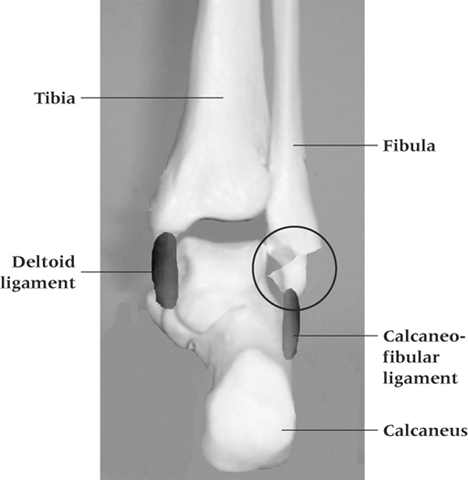 Tibia
Fibula
Deltoid
ligament
Calcaneo-
fibular
ligament
Calcaneus